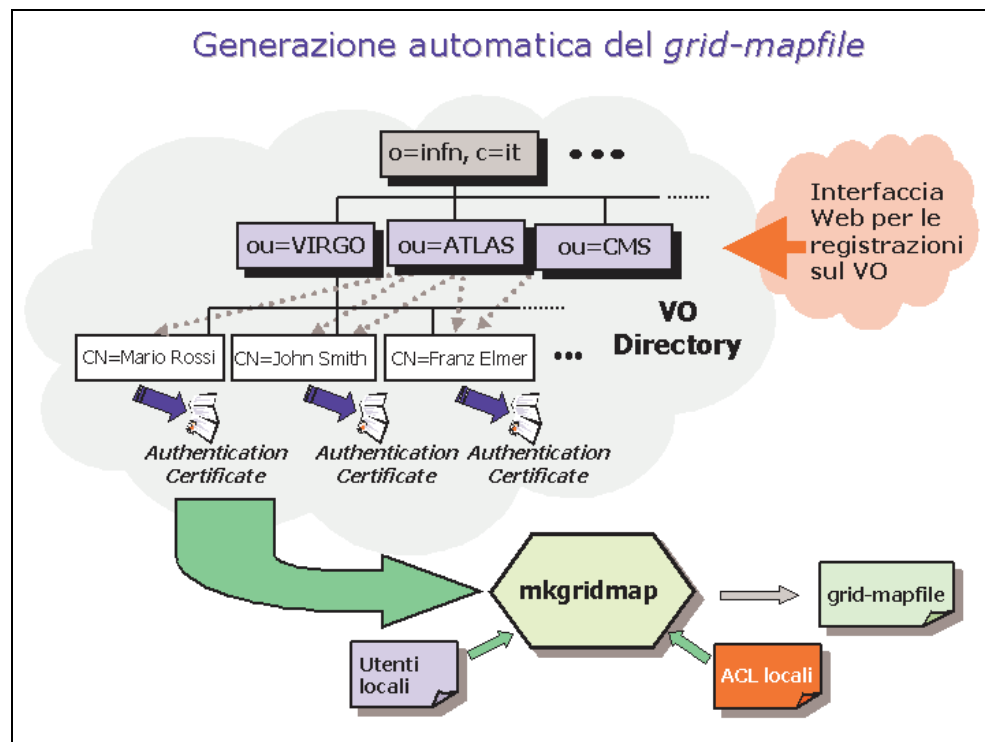 Generazione automatica del grid-mapfile
o=infn, c=it
Interfaccia
Web per le
registrazioni
sul VO
ou=VIRGO
ou=ATLAS
ou=CMS
VO
Directory
CN=Mario Rossi
CN=John Smith
CN=Franz Elmer
...
Authentication
Certificate
Authentication
Certificate
Authentication
Certificate
mkgridmap
grid-mapfile
Utenti
locali
ACL locali